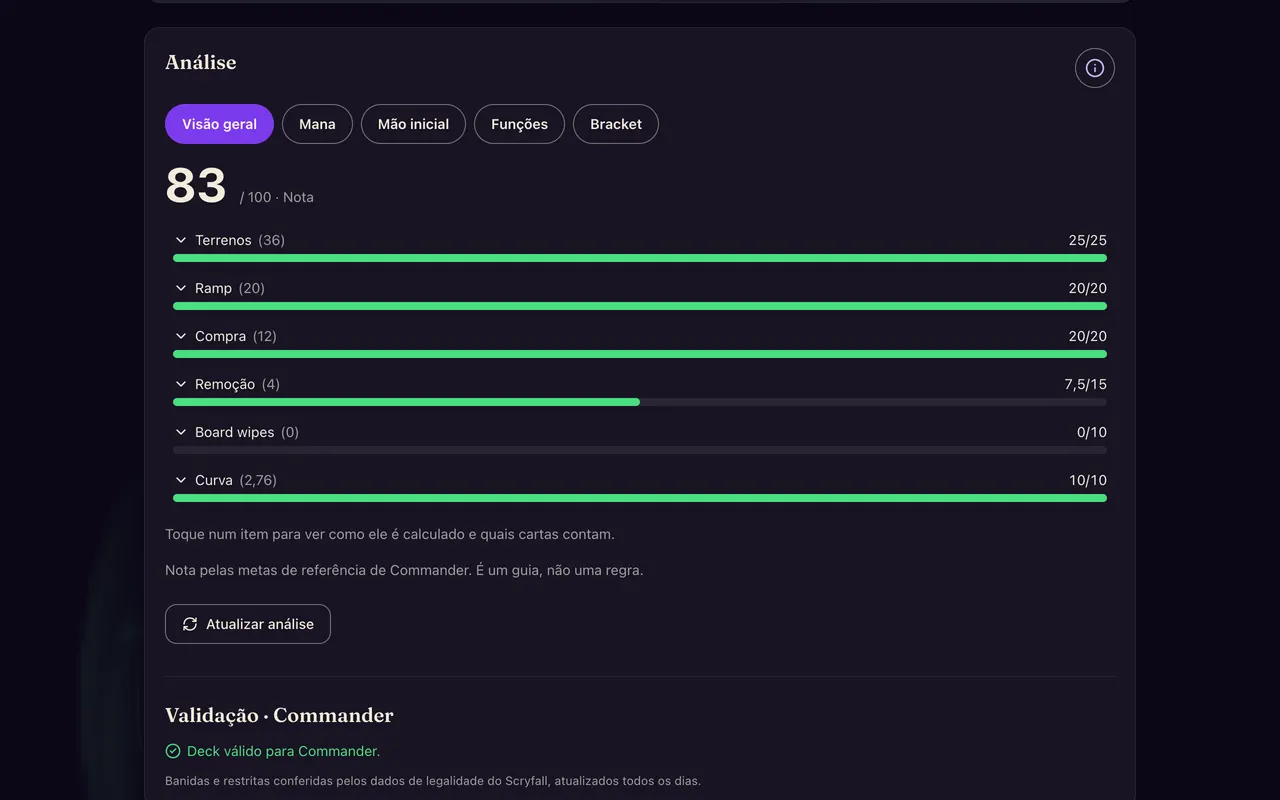 Análise
Visão geral Mana Mão inicial Funções Bracket
83 / 100 · Nota
Terrenos (36) 25/25
Ramp (20) 20/20
Compra (12) 20/20
Remoção (4) 7,5/15
Board wipes (0) 0/10
Curva (2,76) 10/10
Toque num item para ver como ele é calculado e quais cartas contam.
Nota pelas metas de referência de Commander. É um guia, não uma regra.
Atualizar análise
Validação · Commander
Deck válido para Commander.
Banidas e restritas conferidas pelos dados de legalidade do Scryfall, atualizados todos os dias.